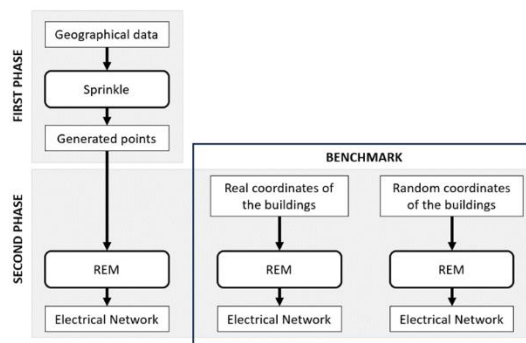 FIRST PHASE
Geographical data
Sprinkle
Generated points
SECOND PHASE
REM
Electrical Network
BENCHMARK
Real coordinates of
the buildings
REM
Electrical Network
Random coordinates
of the buildings
REM
Electrical Network